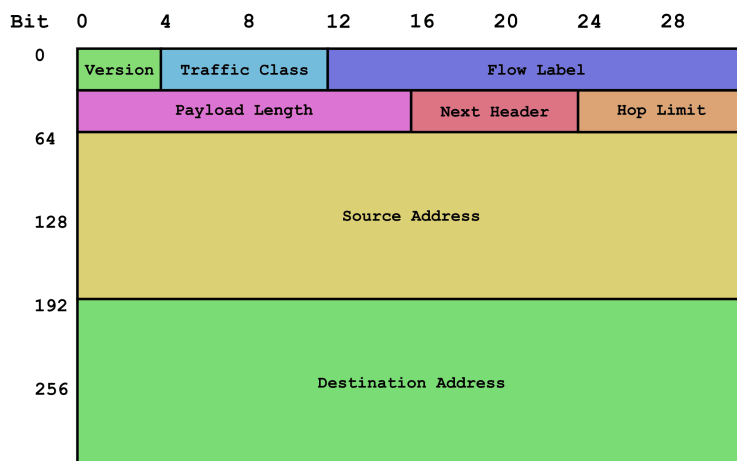 Bit 0 4 8 12 16 20 24 28
0
Version Traffic Class Flow Label
Payload Length Next Header Hop Limit
64
128 Source Address
192
256 Destination Address